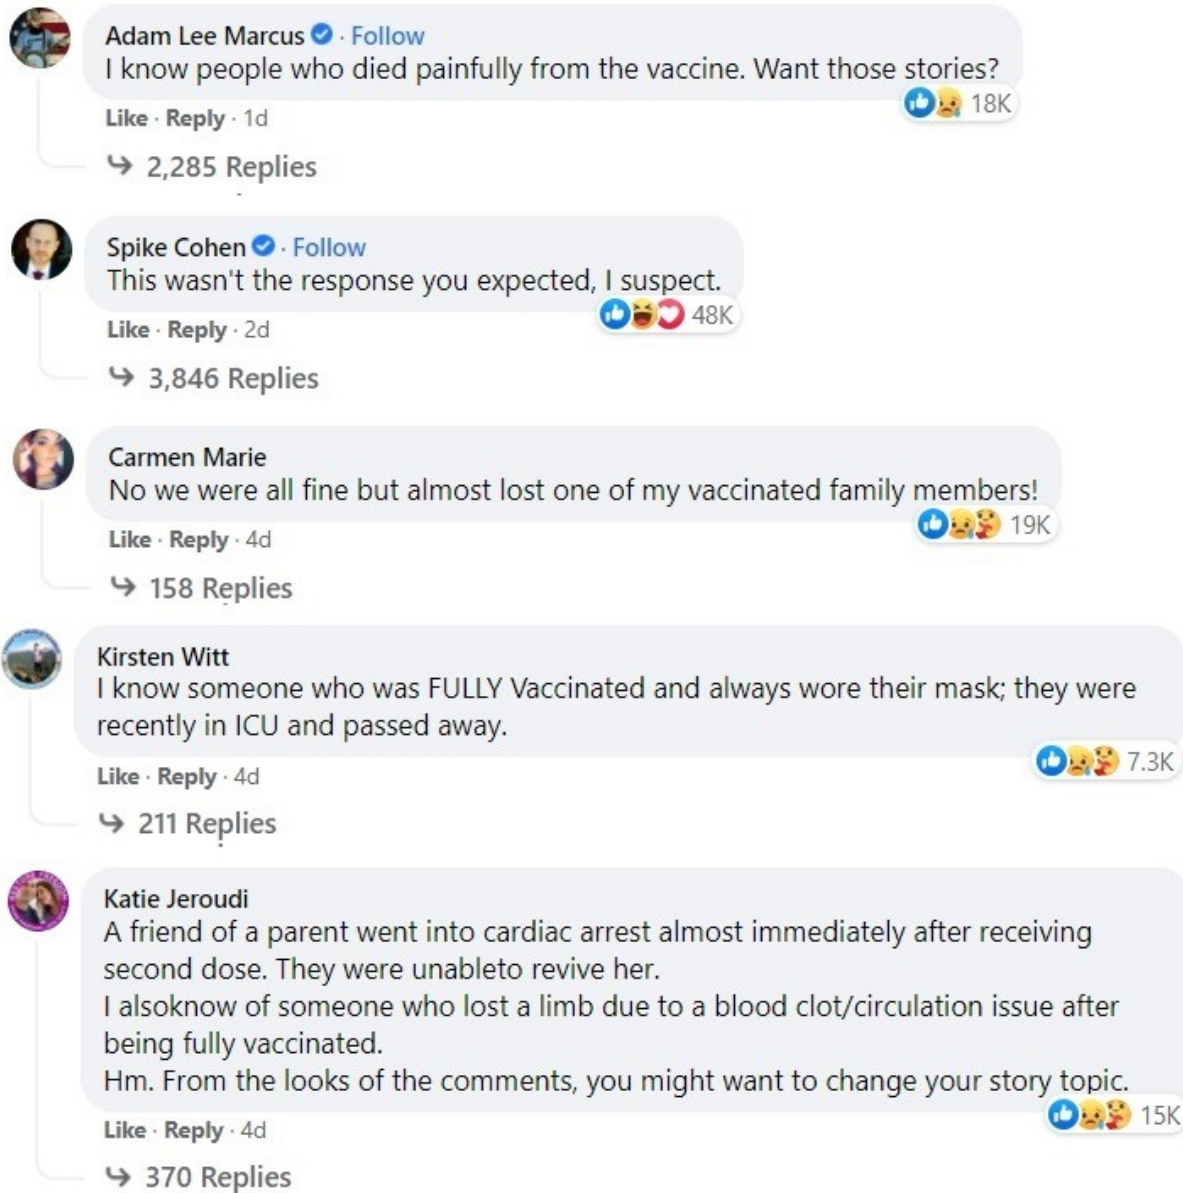 Adam Lee Marcus · Follow
I know people who died painfully from the vaccine. Want those stories?
18K
Like · Reply · 1d
2,285 Replies
Spike Cohen · Follow
This wasn't the response you expected, I suspect.
48K
Like · Reply · 2d
3,846 Replies
Carmen Marie
No we were all fine but almost lost one of my vaccinated family members!
19K
Like · Reply · 4d
158 Replies
Kirsten Witt
I know someone who was FULLY Vaccinated and always wore their mask; they were
recently in ICU and passed away.
7.3K
Like · Reply · 4d
211 Replies
Katie Jeroudi
A friend of a parent went into cardiac arrest almost immediately after receiving
second dose. They were unableto revive her.
I alsoknow of someone who lost a limb due to a blood clot/circulation issue after
being fully vaccinated.
Hm. From the looks of the comments, you might want to change your story topic.
15K
Like · Reply · 4d
370 Replies